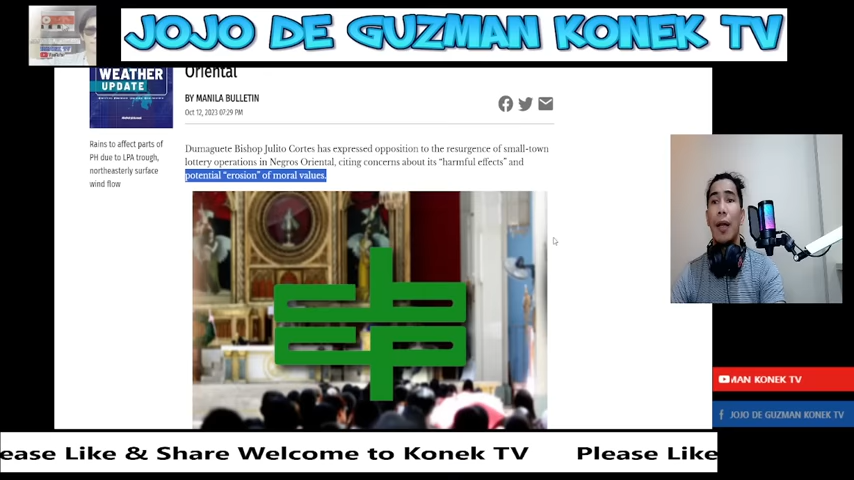 JOJO DE GUZMAN KONEK TV
WEATHER
UPDATE
Rains to affect parts of
PH due to LPA trough,
northeasterly surface
wind flow
Oriental
BY MANILA BULLETIN
Oct 12, 2023 07:29 PM
Dumaguete Bishop Julito Cortes has expressed opposition to the resurgence of small-town
lottery operations in Negros Oriental, citing concerns about its “harmful effects” and
potential “erosion” of moral values.
MAN KONEK TV
JOJO DE GUZMAN KONEK TV
ease Like & Share Welcome to Konek TV Please Like